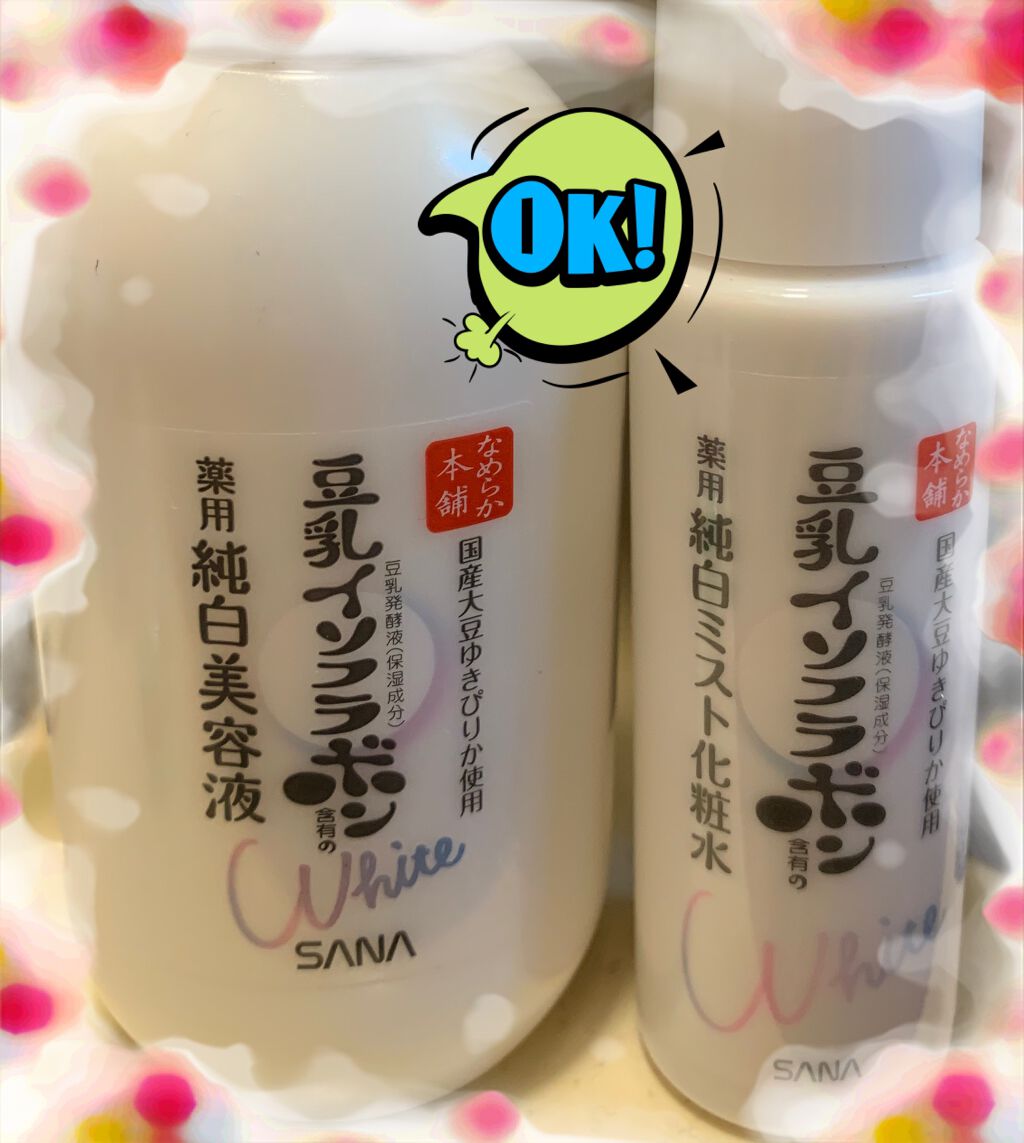 OK!
なめらか
本舗
国産大豆ゆきぴりか使用
豆乳発酵液(保湿成分)
豆乳イソフラボン含有の
薬用 純白美容液
White
SANA
なめらか
本舗
国産大豆ゆきぴりか使用
豆乳発酵液(保湿成分)
豆乳イソフラボン含有の
薬用 純白ミスト化粧水
White
SANA